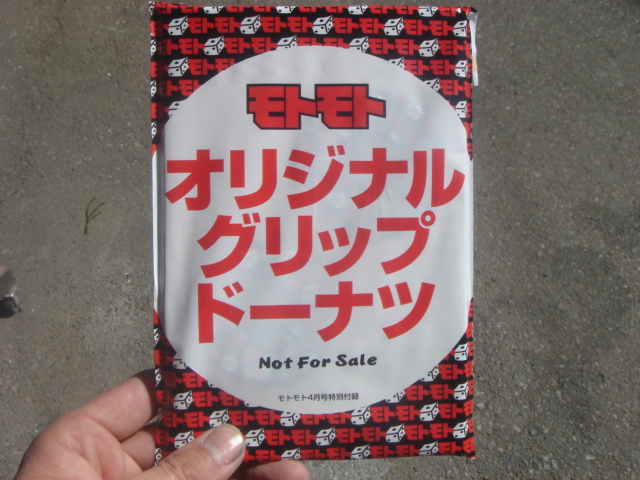 モトモト
オリジナル
グリップ
ドーナツ
Not For Sale
モトモト4月号特別付録